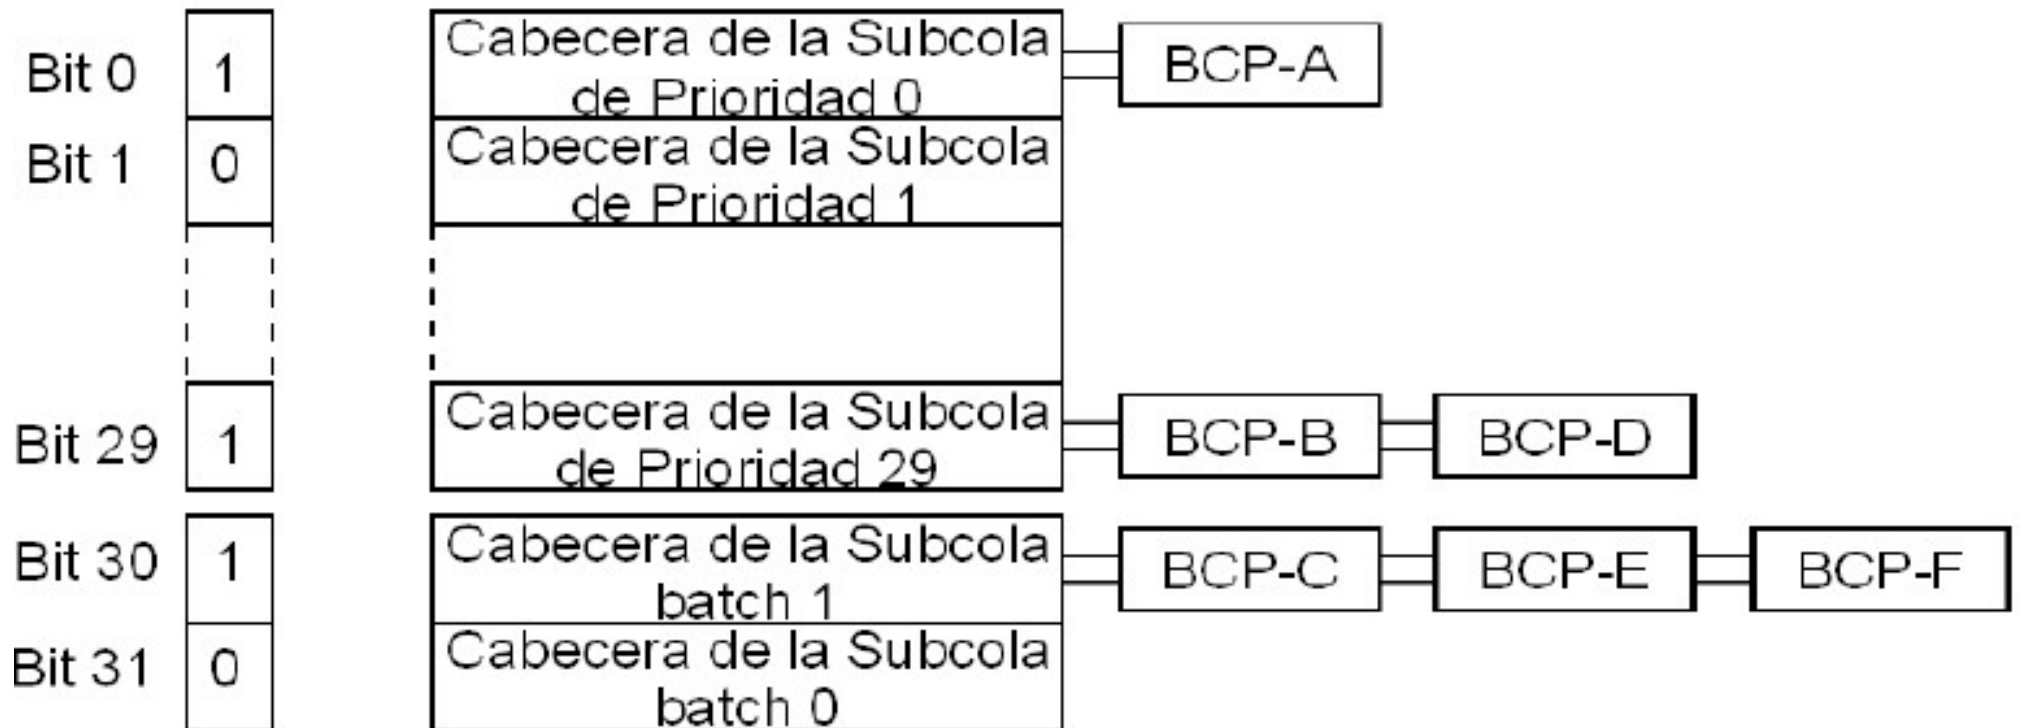 Bit 0 1 Cabecera de la Subcola
de Prioridad 0 BCP-A
Bit 1 0 Cabecera de la Subcola
de Prioridad 1
Bit 29 1 Cabecera de la Subcola
de Prioridad 29 BCP-B BCP-D
Bit 30 1 Cabecera de la Subcola
batch 1 BCP-C BCP-E BCP-F
Bit 31 0 Cabecera de la Subcola
batch 0